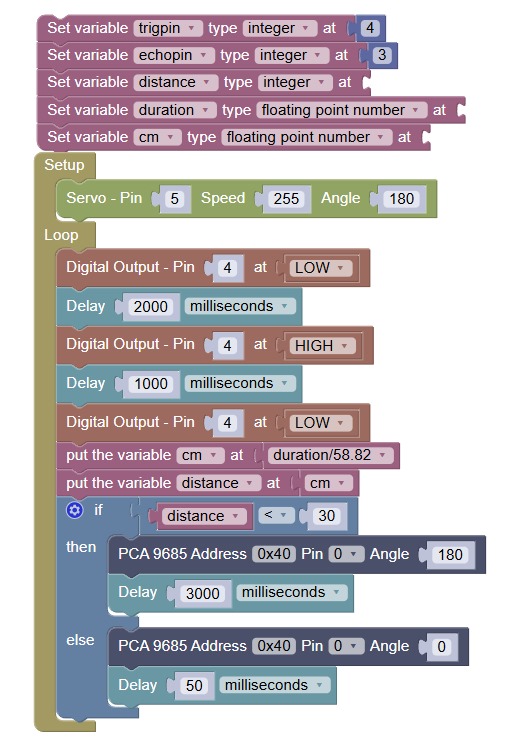 Set variable trigpin type integer at 4
Set variable echopin type integer at 3
Set variable distance type integer at
Set variable duration type floating point number at
Set variable cm type floating point number at
Setup
Servo - Pin 5 Speed 255 Angle 180
Loop
Digital Output - Pin 4 at LOW
Delay 2000 milliseconds
Digital Output - Pin 4 at HIGH
Delay 1000 milliseconds
Digital Output - Pin 4 at LOW
put the variable cm at duration/58.82
put the variable distance at cm
if distance < 30
then PCA 9685 Address 0x40 Pin 0 Angle 180
Delay 3000 milliseconds
else PCA 9685 Address 0x40 Pin 0 Angle 0
Delay 50 milliseconds